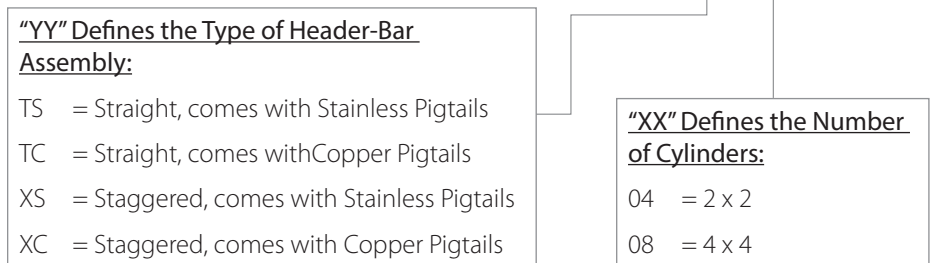 “YY” Defines the Type of Header-Bar
Assembly:
TS = Straight, comes with Stainless Pigtails
TC = Straight, comes withCopper Pigtails
XS = Staggered, comes with Stainless Pigtails
XC = Staggered, comes with Copper Pigtails
“XX” Defines the Number
of Cylinders:
04 = 2 x 2
08 = 4 x 4